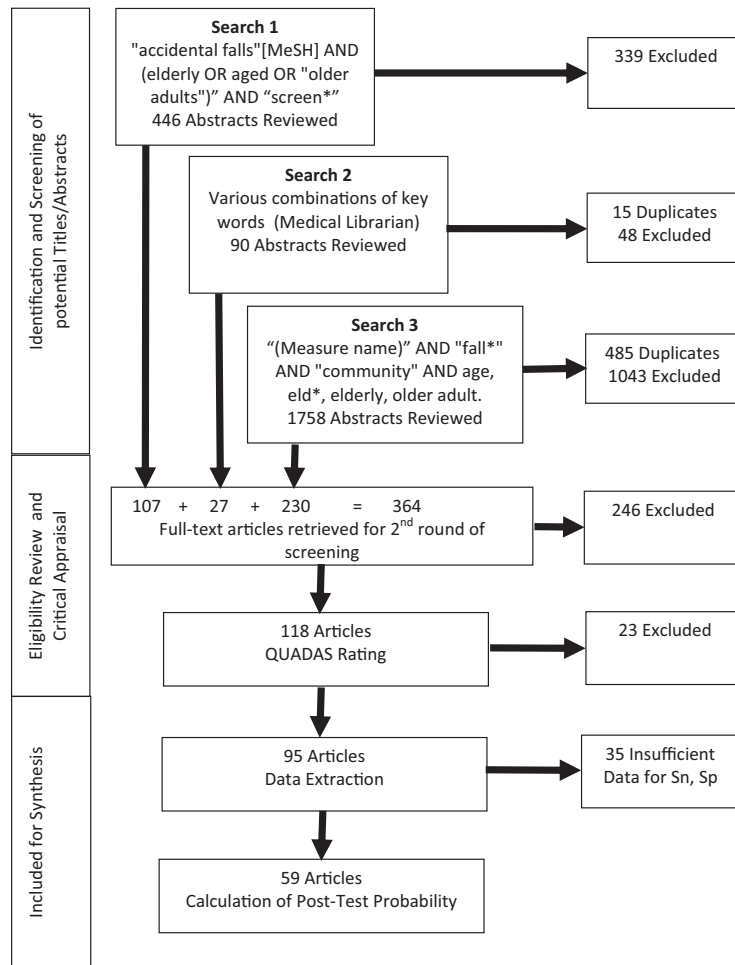 Identification and Screening of
potential Titles/Abstracts
Search 1
"accidental falls"[MeSH] AND
(elderly OR aged OR "older
adults")” AND “screen*”
446 Abstracts Reviewed
339 Excluded
Search 2
Various combinations of key
words (Medical Librarian)
90 Abstracts Reviewed
15 Duplicates
48 Excluded
Search 3
“(Measure name)” AND "fall*"
AND "community" AND age,
eld*, elderly, older adult.
1758 Abstracts Reviewed
485 Duplicates
1043 Excluded
Eligibility Review and
Critical Appraisal
107 + 27 + 230 = 364
Full-text articles retrieved for 2nd round of
screening
246 Excluded
118 Articles
QUADAS Rating
23 Excluded
Included for Synthesis
95 Articles
Data Extraction
35 Insufficient
Data for Sn, Sp
59 Articles
Calculation of Post-Test Probability